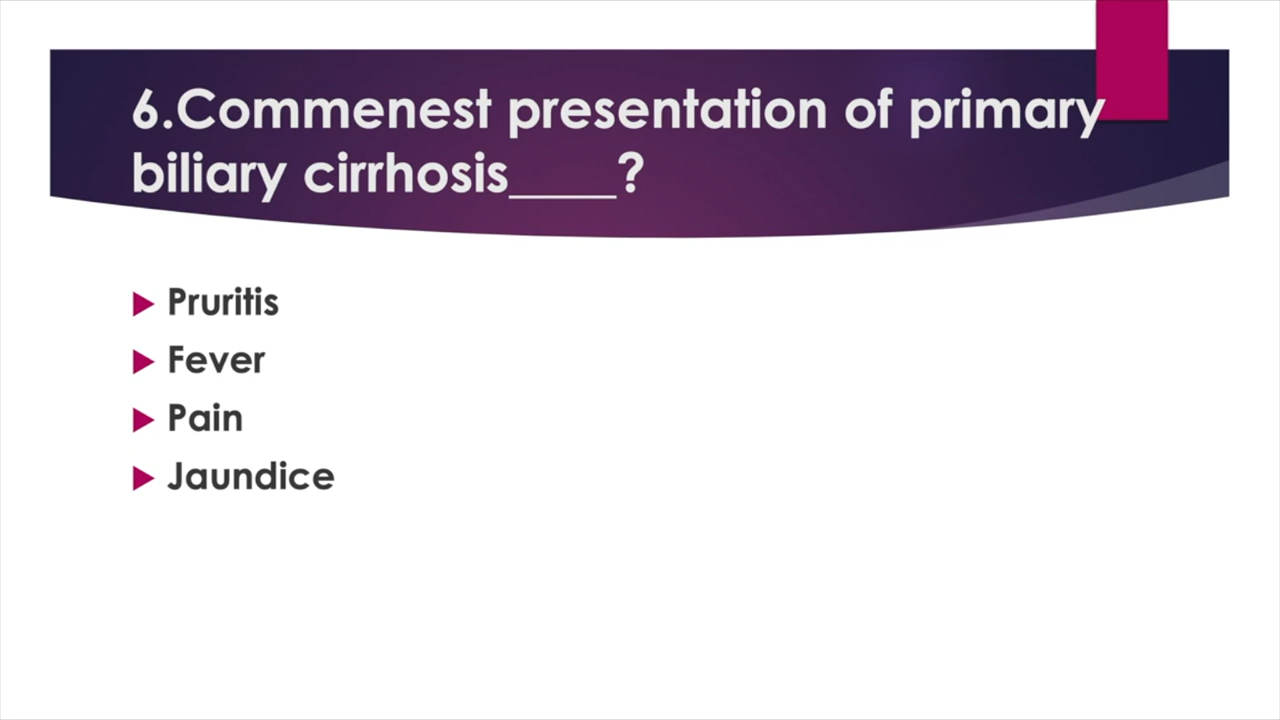 6.Commenest presentation of primary
biliary cirrhosis____?
Pruritis
Fever
Pain
Jaundice